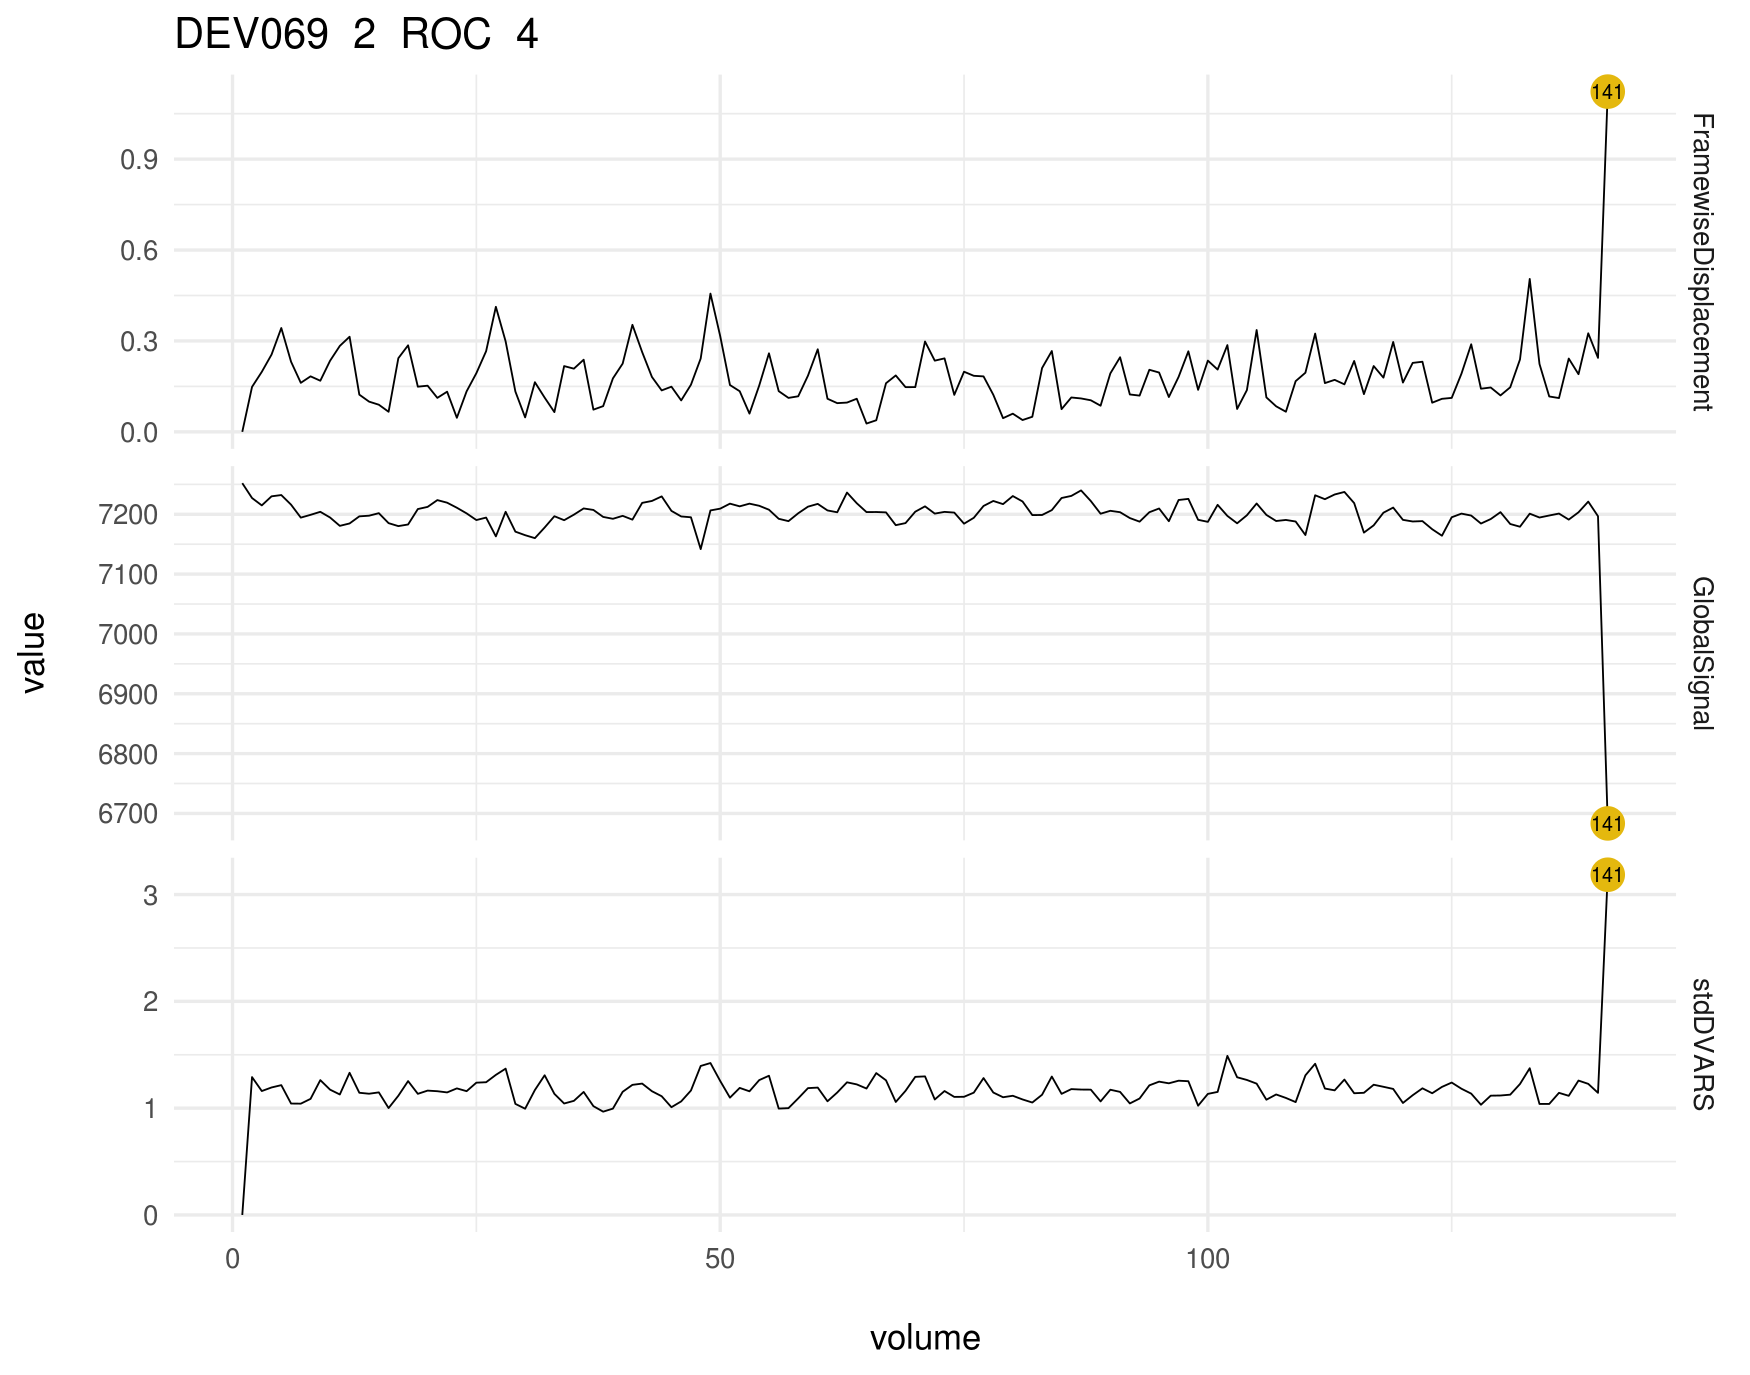 DEV069 2 ROC 4
141
0.9
0.6
0.3
0.0
FramewiseDisplacement
7200
7100
7000
6900
6800
6700
141
GlobalSignal
value
141
3
2
1
0
stdDVARS
0 50 100
volume